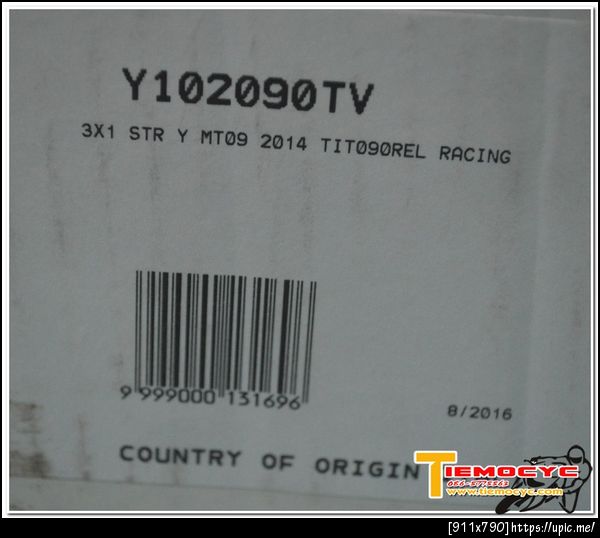 Y102090TV
3X1 STR Y MT09 2014 TIT090REL RACING
9 999000 131696
8/2016
COUNTRY OF ORIGIN
TIEMOCYC
www.tiemocyc.com
[911x790]https://upic.me/